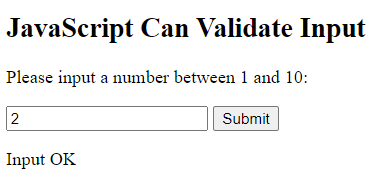 JavaScript Can Validate Input
Please input a number between 1 and 10:
2 Submit
Input OK